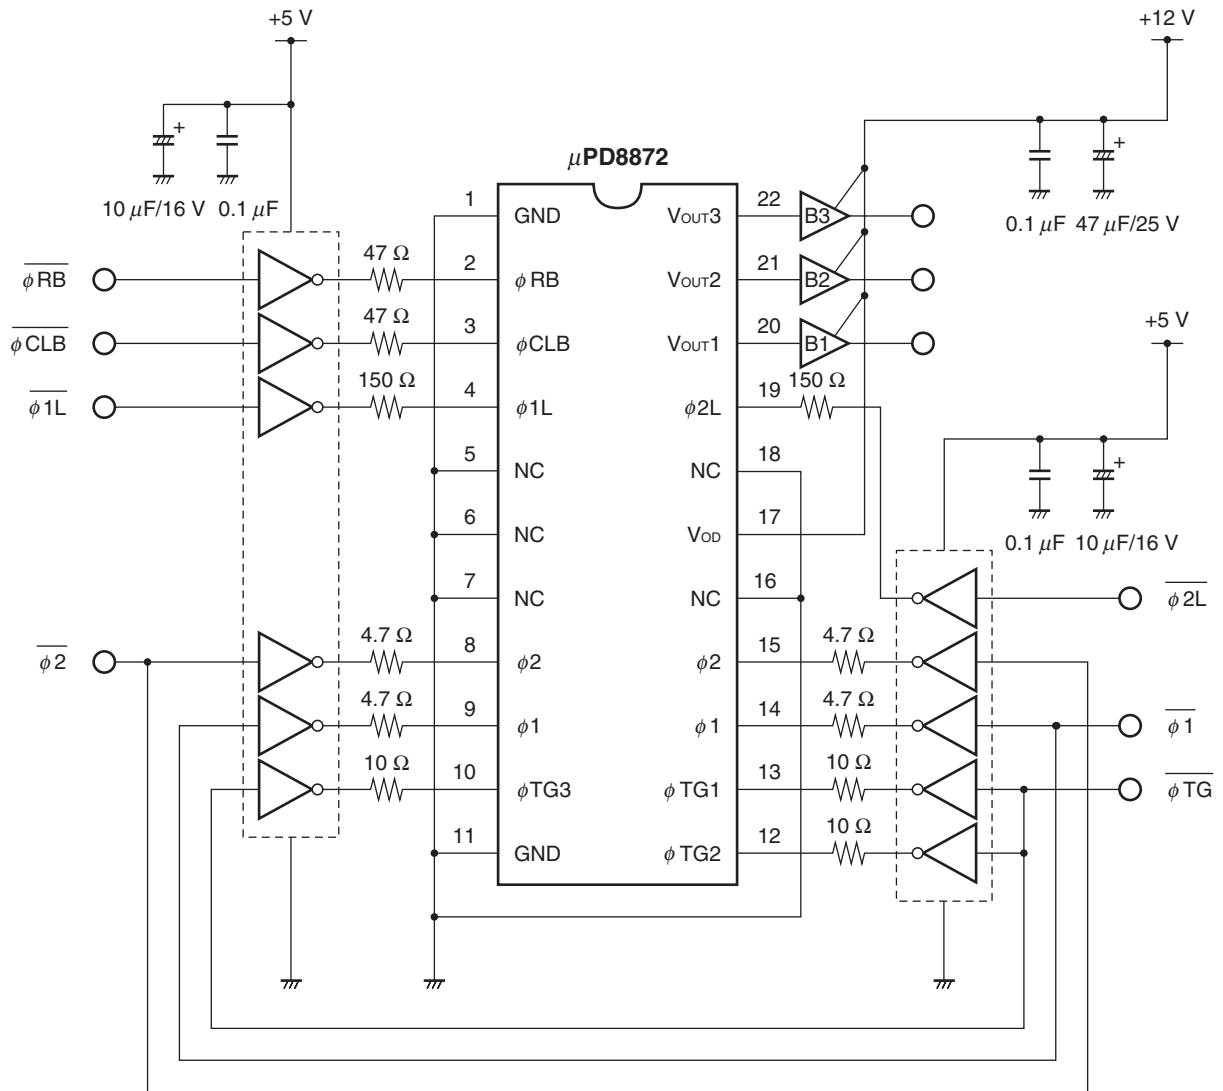 +5 V
+12 V
+
10 μF/16 V
0.1 μF
μPD8872
+
0.1 μF
47 μF/25 V
1
GND
VOUT3
22
B3
φRB
47 Ω
2
φRB
VOUT2
21
B2
φCLB
47 Ω
3
φCLB
VOUT1
20
B1
+5 V
φ1L
150 Ω
4
φ1L
φ2L
19
150 Ω
5
NC
NC
18
+
6
NC
VOD
17
0.1 μF
10 μF/16 V
7
NC
NC
16
φ2L
φ2
4.7 Ω
8
φ2
φ2
15
4.7 Ω
4.7 Ω
9
φ1
φ1
14
4.7 Ω
φ1
10 Ω
10
φTG3
φTG1
13
10 Ω
φTG
11
GND
φTG2
12
10 Ω